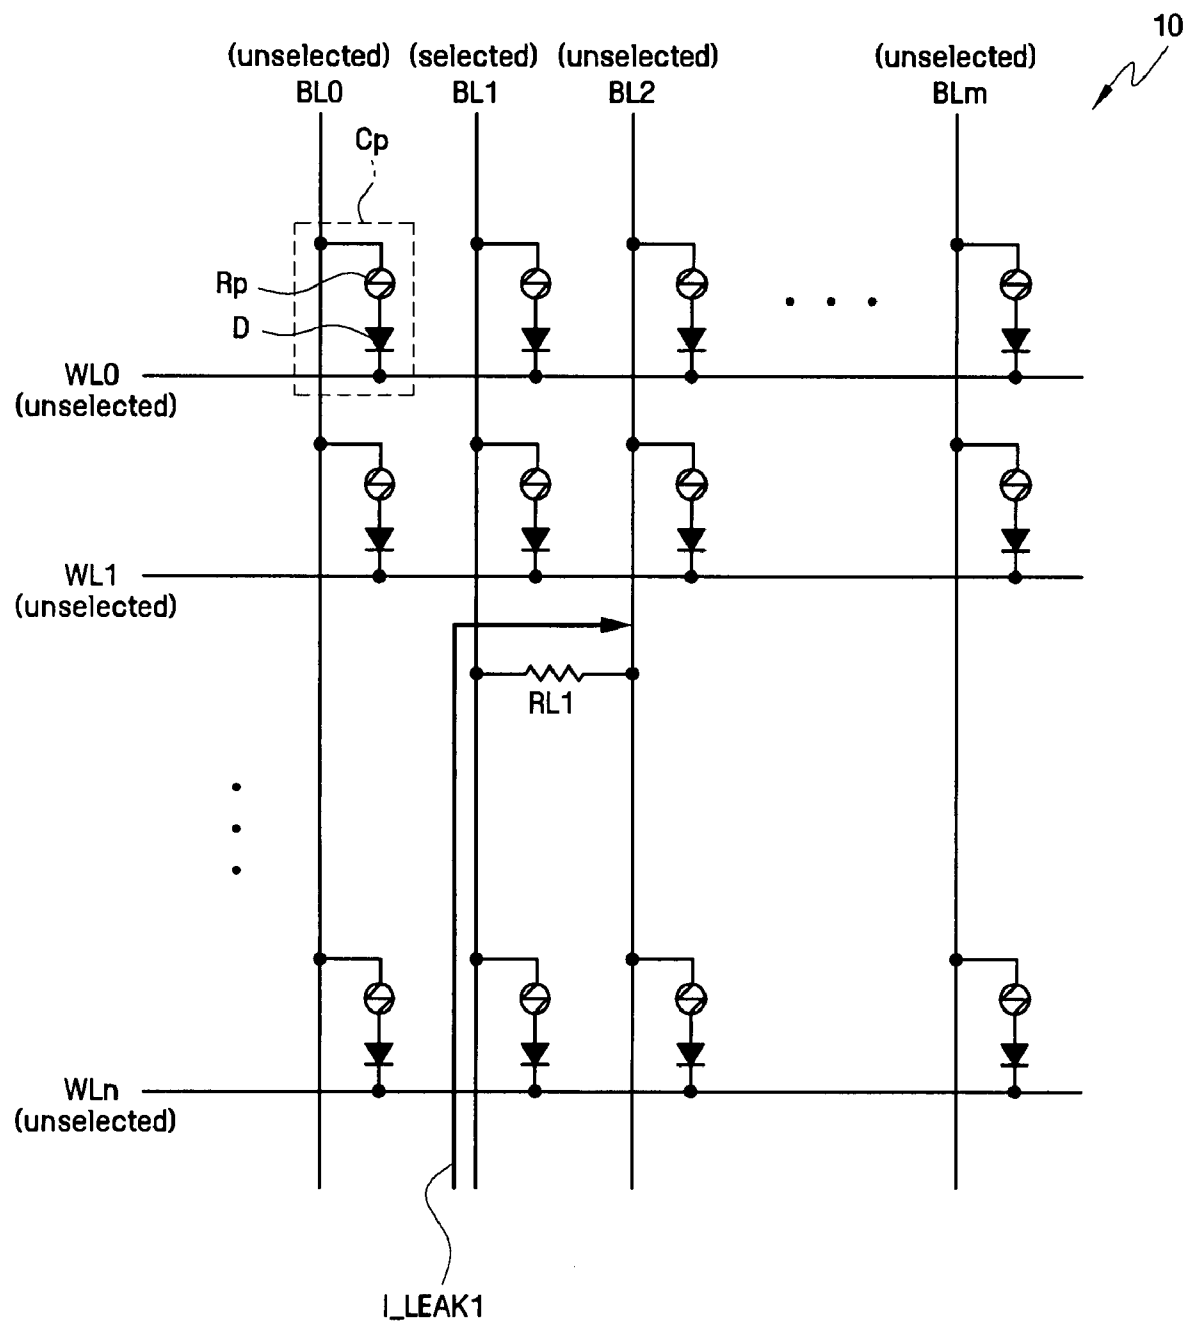 10
(unselected) (selected) (unselected) (unselected)
BL0 BL1 BL2 BLm
Cp
Rp
D
WL0
(unselected)
WL1
(unselected)
RL1
WLn
(unselected)
I_LEAK1